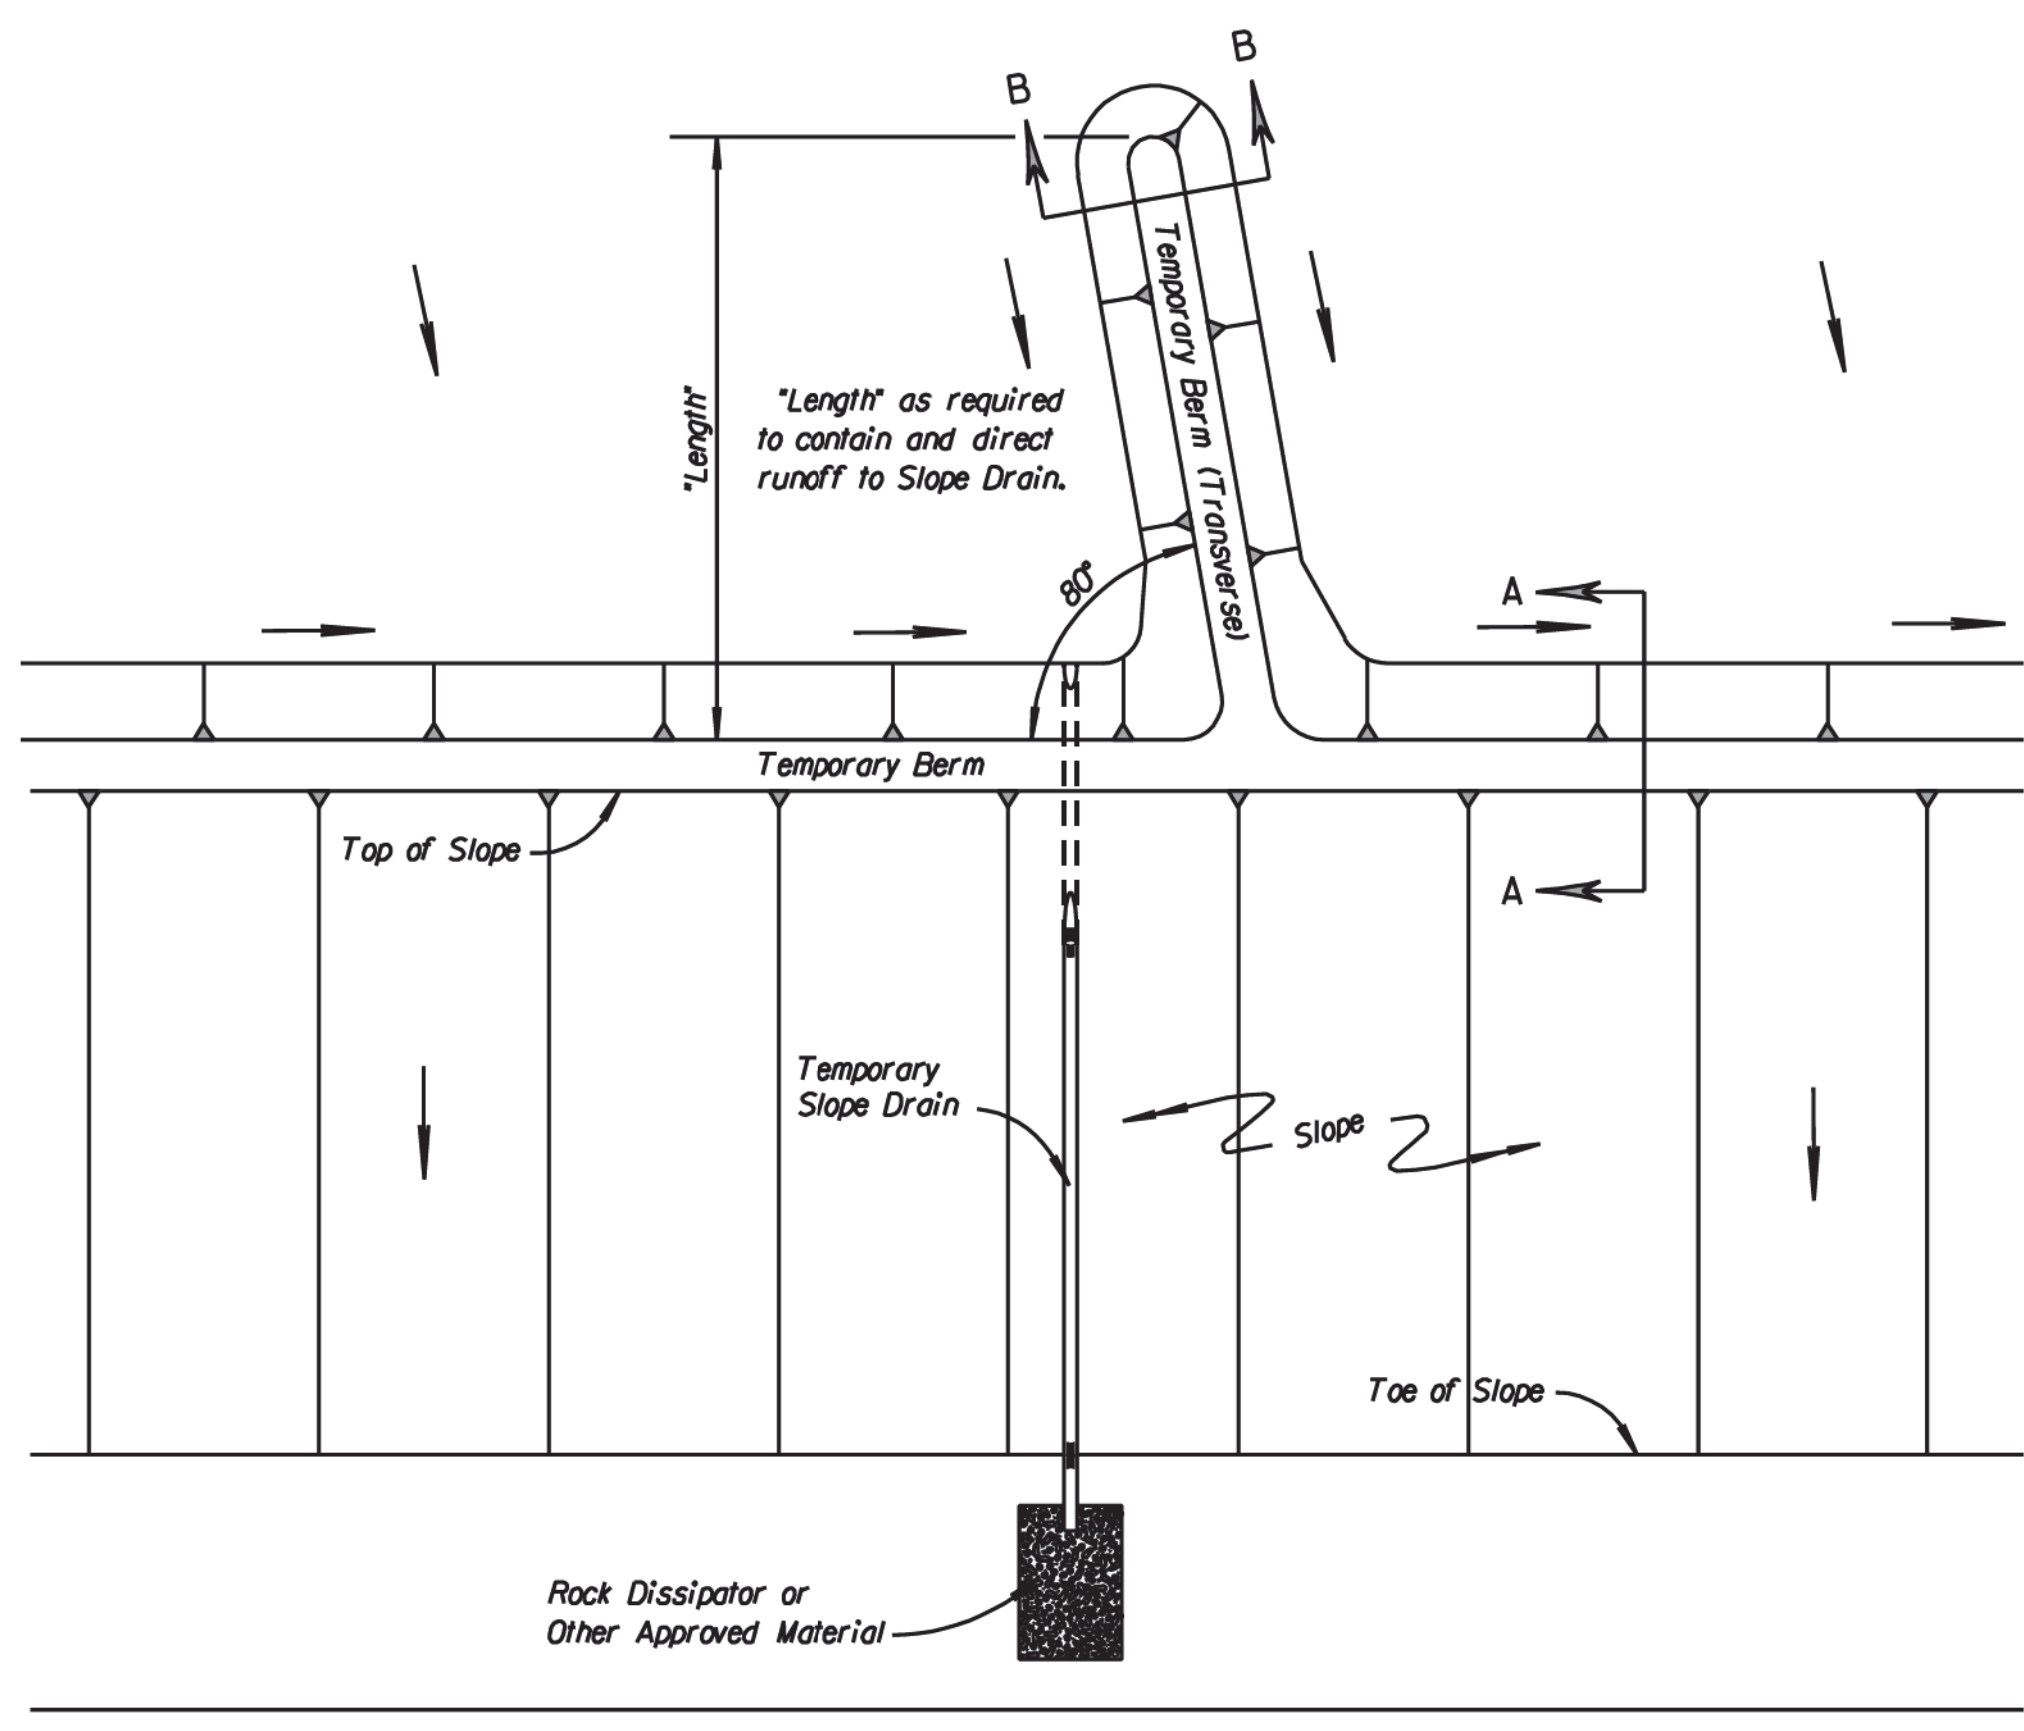 B
B
"Length"
"Length" as required
to contain and direct
runoff to Slope Drain.
Temporary Berm (Transverse)
80°
A
Temporary Berm
Top of Slope
A
Temporary
Slope Drain
Slope
Toe of Slope
Rock Dissipator or
Other Approved Material